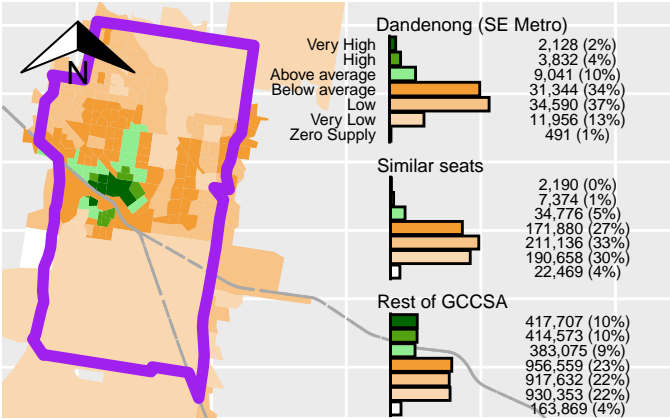 N
Dandenong (SE Metro)
Very High 2,128 (2%)
High 3,832 (4%)
Above average 9,041 (10%)
Below average 31,344 (34%)
Low 34,590 (37%)
Very Low 11,956 (13%)
Zero Supply 491 (1%)
Similar seats
2,190 (0%)
7,374 (1%)
34,776 (5%)
171,880 (27%)
211,136 (33%)
190,658 (30%)
22,469 (4%)
Rest of GCCSA
417,707 (10%)
414,573 (10%)
383,075 (9%)
956,559 (23%)
917,632 (22%)
930,353 (22%)
163,869 (4%)